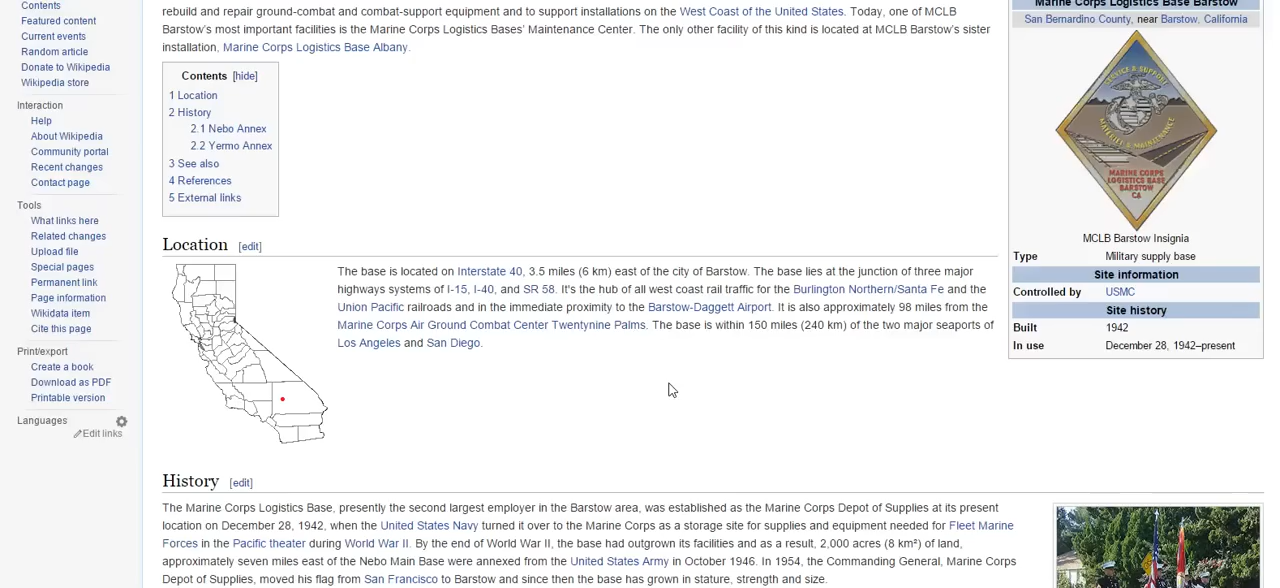 Contents
Featured content
Current events
Random article
Donate to Wikipedia
Wikipedia store
Interaction
Help
About Wikipedia
Community portal
Recent changes
Contact page
Tools
What links here
Related changes
Upload file
Special pages
Permanent link
Page information
Wikidata item
Cite this page
Print/export
Create a book
Download as PDF
Printable version
Languages
Edit links
rebuild and repair ground-combat and combat-support equipment and to support installations on the West Coast of the United States. Today, one of MCLB
Barstow's most important facilities is the Marine Corps Logistics Bases' Maintenance Center. The only other facility of this kind is located at MCLB Barstow's sister
installation, Marine Corps Logistics Base Albany.
Contents [hide]
1 Location
2 History
2.1 Nebo Annex
2.2 Yermo Annex
3 See also
4 References
5 External links
Location [edit]
The base is located on Interstate 40, 3.5 miles (6 km) east of the city of Barstow. The base lies at the junction of three major
highways systems of I-15, I-40, and SR 58. It's the hub of all west coast rail traffic for the Burlington Northern/Santa Fe and the
Union Pacific railroads and in the immediate proximity to the Barstow-Daggett Airport. It is also approximately 98 miles from the
Marine Corps Air Ground Combat Center Twentynine Palms. The base is within 150 miles (240 km) of the two major seaports of
Los Angeles and San Diego.
History [edit]
The Marine Corps Logistics Base, presently the second largest employer in the Barstow area, was established as the Marine Corps Depot of Supplies at its present
location on December 28, 1942, when the United States Navy turned it over to the Marine Corps as a storage site for supplies and equipment needed for Fleet Marine
Forces in the Pacific theater during World War II. By the end of World War II, the base had outgrown its facilities and as a result, 2,000 acres (8 km²) of land,
approximately seven miles east of the Nebo Main Base were annexed from the United States Army in October 1946. In 1954, the Commanding General, Marine Corps
Depot of Supplies, moved his flag from San Francisco to Barstow and since then the base has grown in stature, strength and size.
Marine Corps Logistics Base Barstow
San Bernardino County, near Barstow, California
SERVICE & SUPPORT
MATERIEL & MAINTENANCE
MARINE CORPS
LOGISTICS BASE
BARSTOW
CA
MCLB Barstow Insignia
Type Military supply base
Site information
Controlled by USMC
Site history
Built 1942
In use December 28, 1942–present